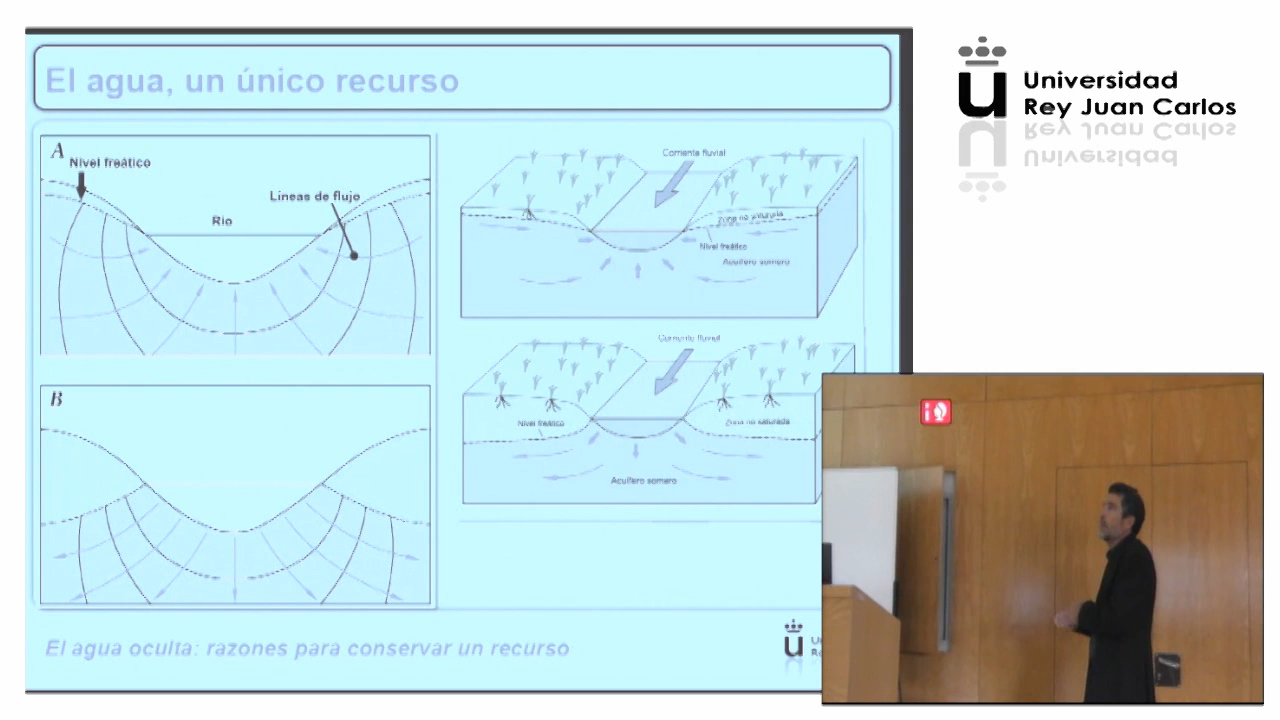 El agua, un único recurso
A
Nivel freático
Líneas de flujo
Río
B
Corriente fluvial
Zona no saturada
Nivel freático
Acuífero somero
Corriente fluvial
Nivel freático
Zona no saturada
Acuífero somero
El agua oculta: razones para conservar un recurso
Universidad
Rey Juan Carlos